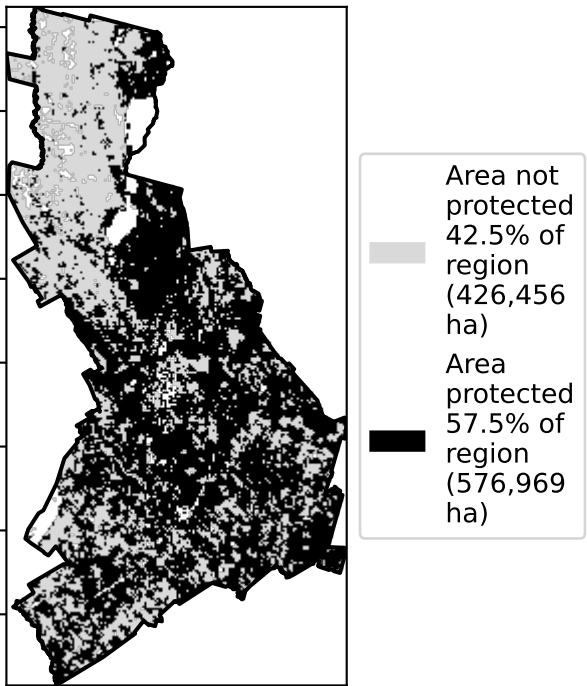 Area not
protected
42.5% of
region
(426,456
ha)
Area
protected
57.5% of
region
(576,969
ha)